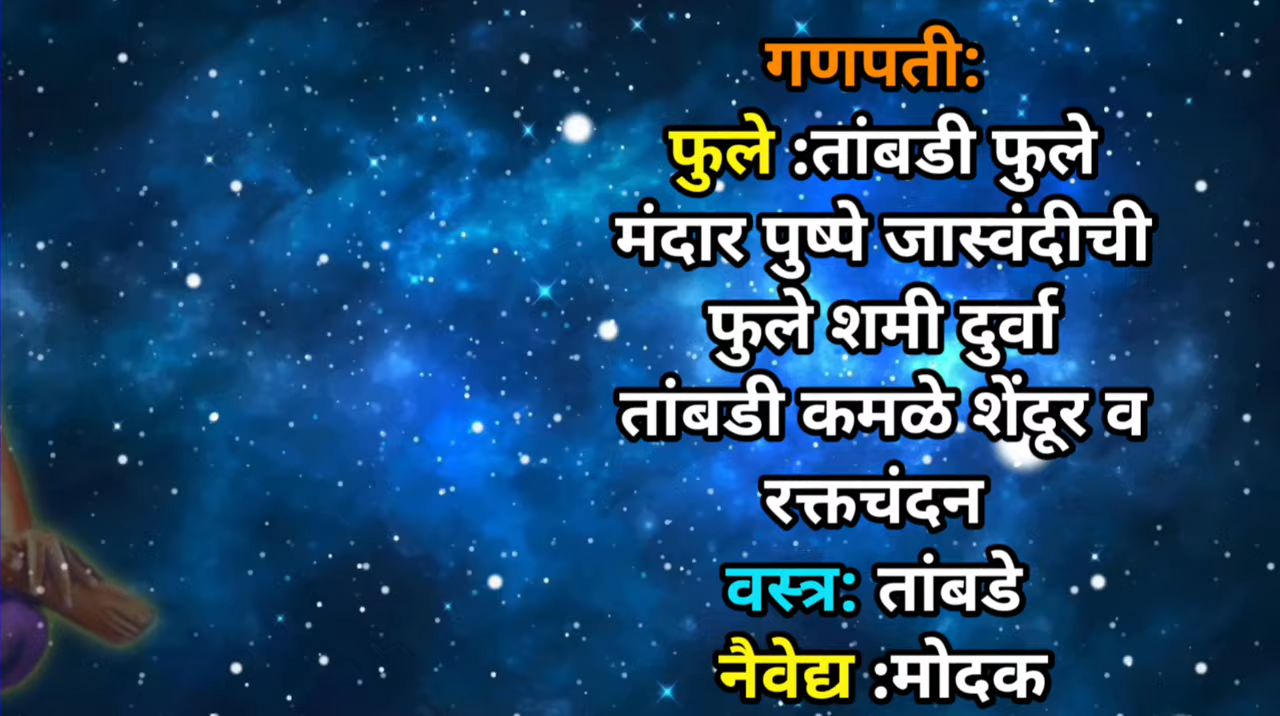 गणपती:
फुले :तांबडी फुले
मंदार पुष्पे जास्वंदीची
फुले शमी दुर्वा
तांबडी कमळे शेंदूर व
रक्तचंदन
वस्त्र: तांबडे
नैवेद्य :मोदक